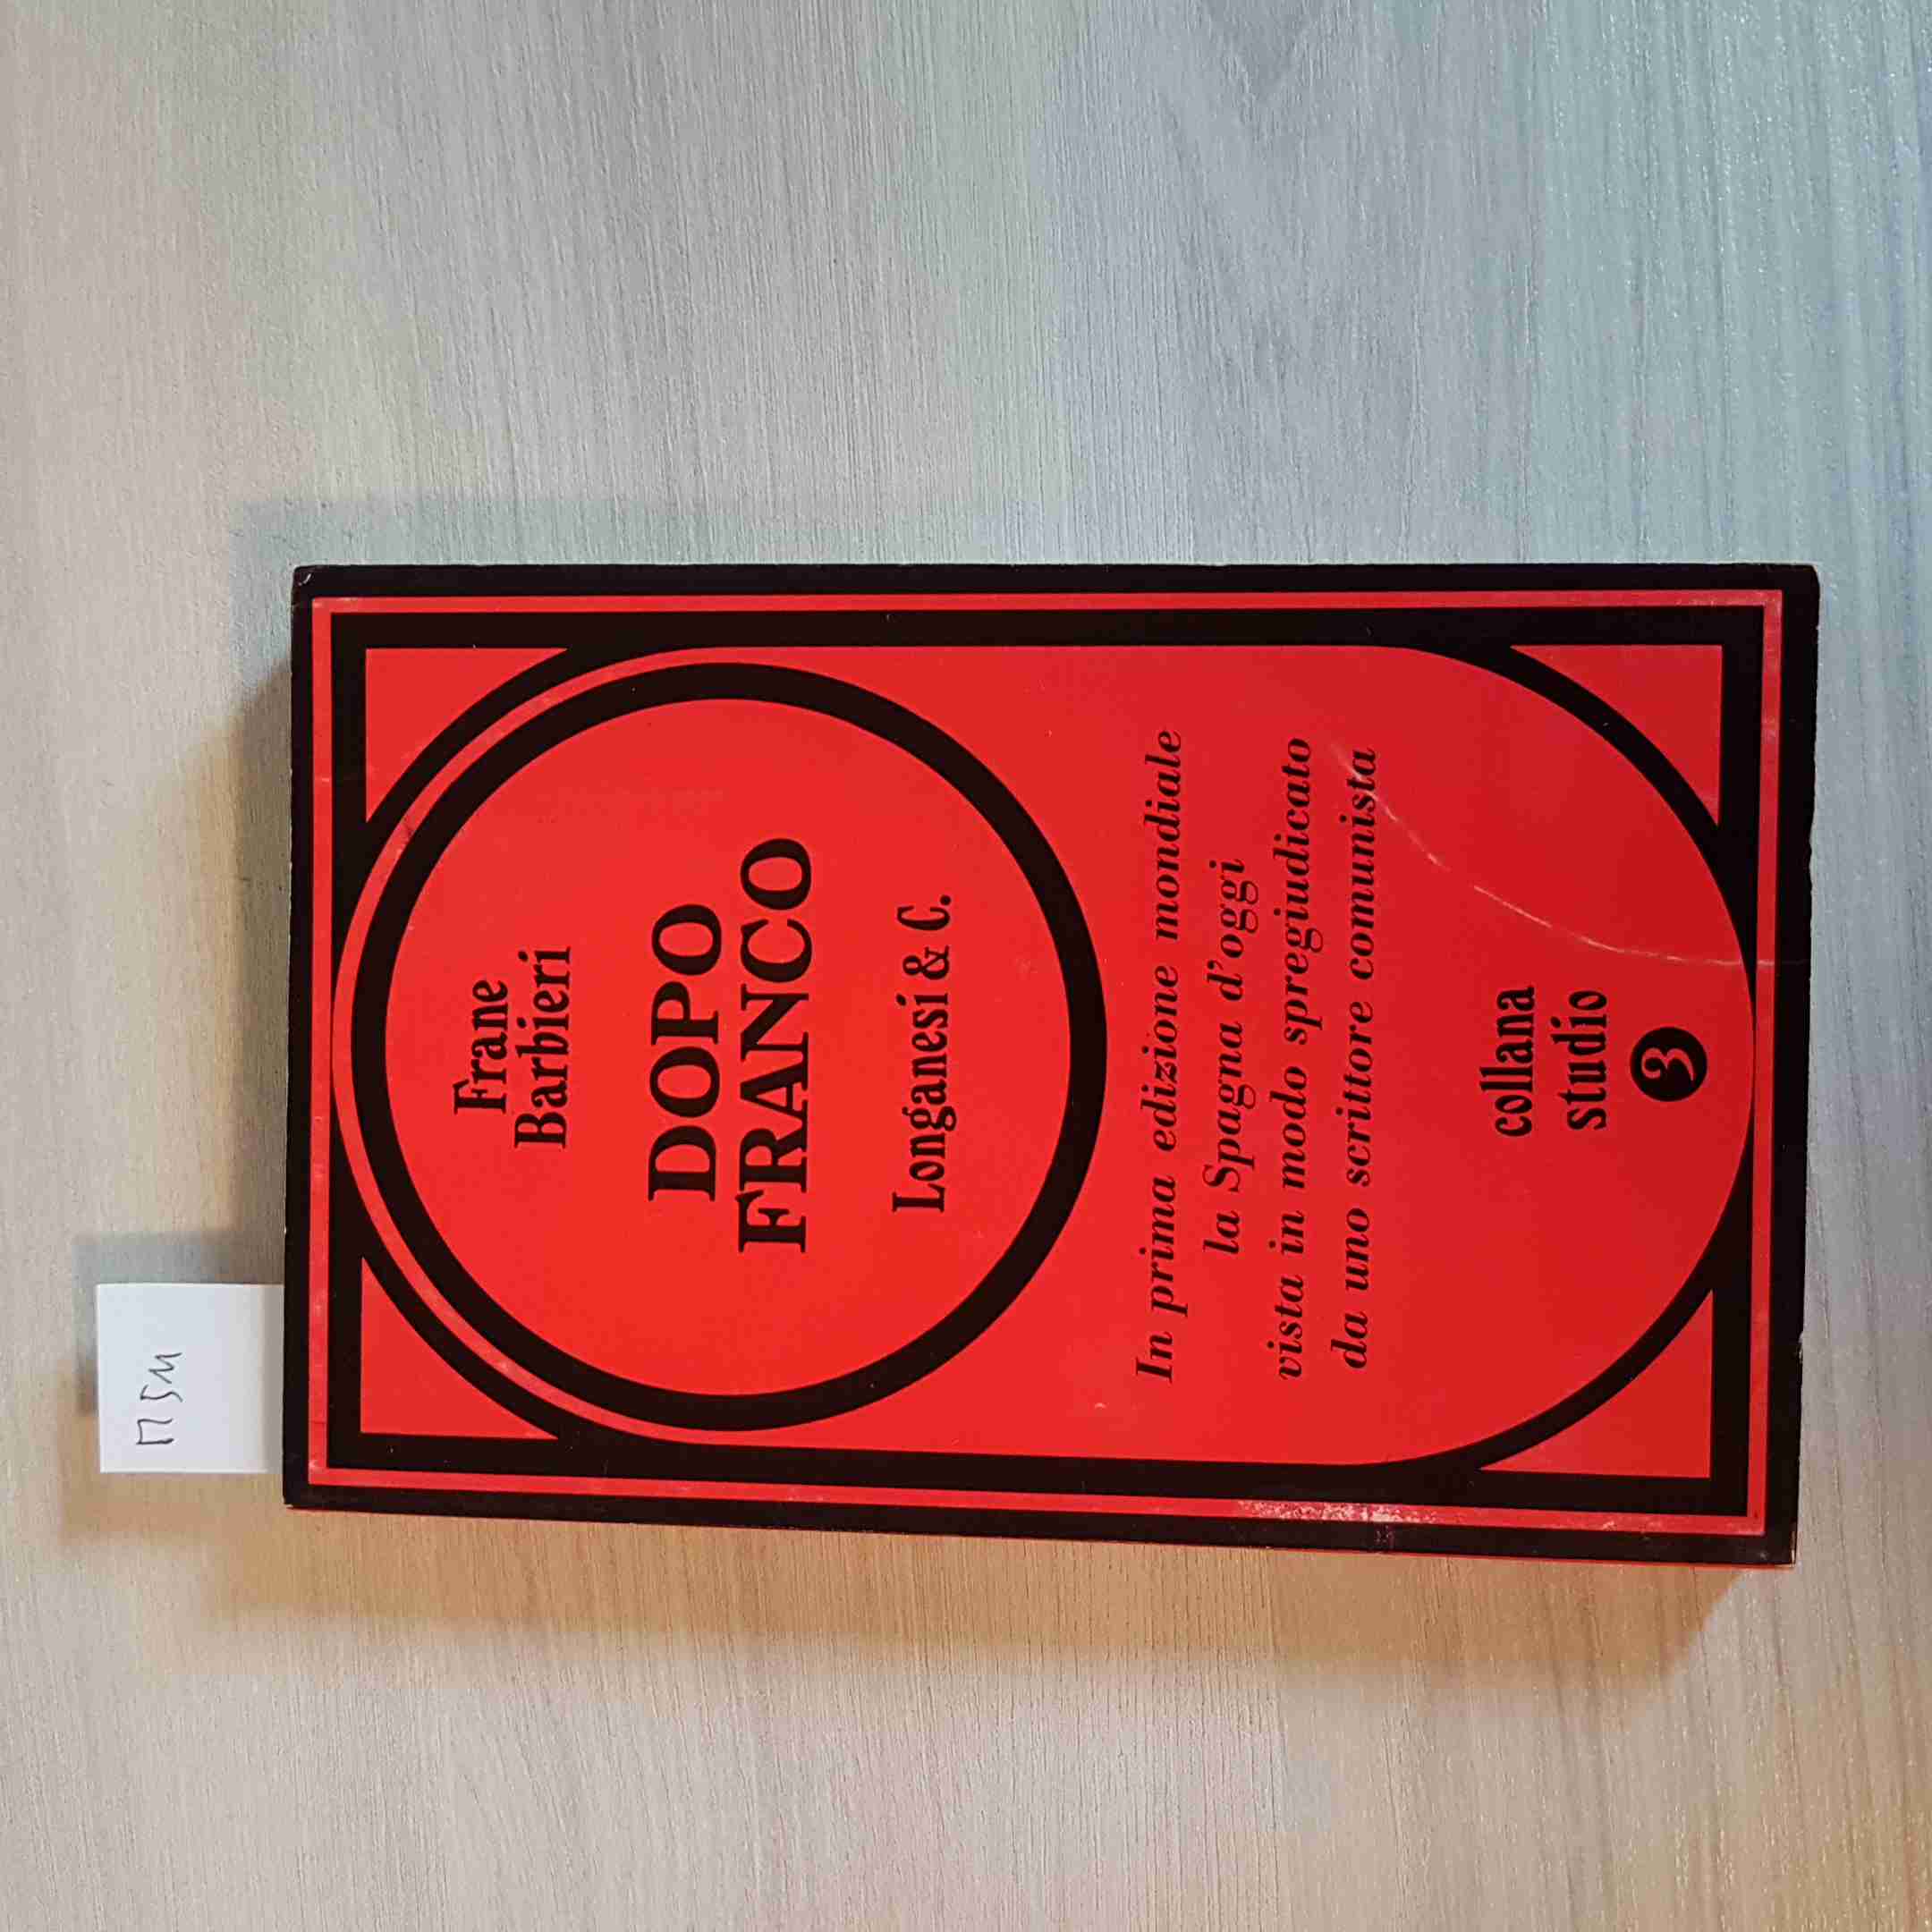 Frane
Barbieri
DOPO
FRANCO
Longanesi & C.
In prima edizione mondiale
la Spagna d'oggi
vista in modo spregiudicato
da uno scrittore comunista
collana
studio
3